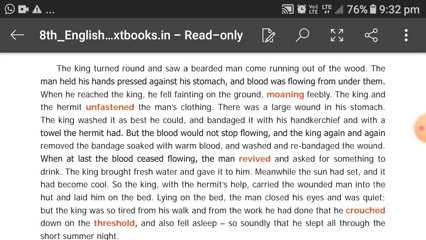 76% 9:32 pm
8th_English...xtbooks.in – Read-only
The king turned round and saw a bearded man come running out of the wood. The
man held his hands pressed against his stomach, and blood was flowing from under them.
When he reached the king, he fell fainting on the ground, moaning feebly. The king and
the hermit unfastened the man's clothing. There was a large wound in his stomach.
The king washed it as best he could, and bandaged it with his handkerchief and with a
towel the hermit had. But the blood would not stop flowing, and the king again and again
removed the bandage soaked with warm blood, and washed and re-bandaged the wound.
When at last the blood ceased flowing, the man revived and asked for something to
drink. The king brought fresh water and gave it to him. Meanwhile the sun had set, and it
had become cool. So the king, with the hermit's help, carried the wounded man into the
hut and laid him on the bed. Lying on the bed, the man closed his eyes and was quiet;
but the king was so tired from his walk and from the work he had done that he crouched
down on the threshold, and also fell asleep – so soundly that he slept all through the
short summer night.